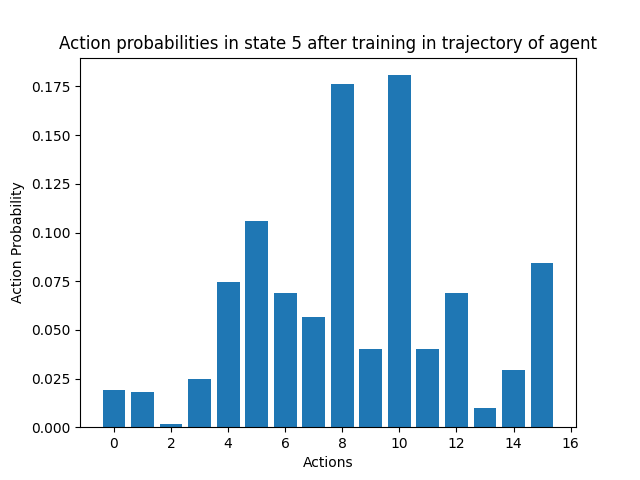 Action probabilities in state 5 after training in trajectory of agent
Action Probability
0.175
0.150
0.125
0.100
0.075
0.050
0.025
0.000
0 2 4 6 8 10 12 14 16
Actions